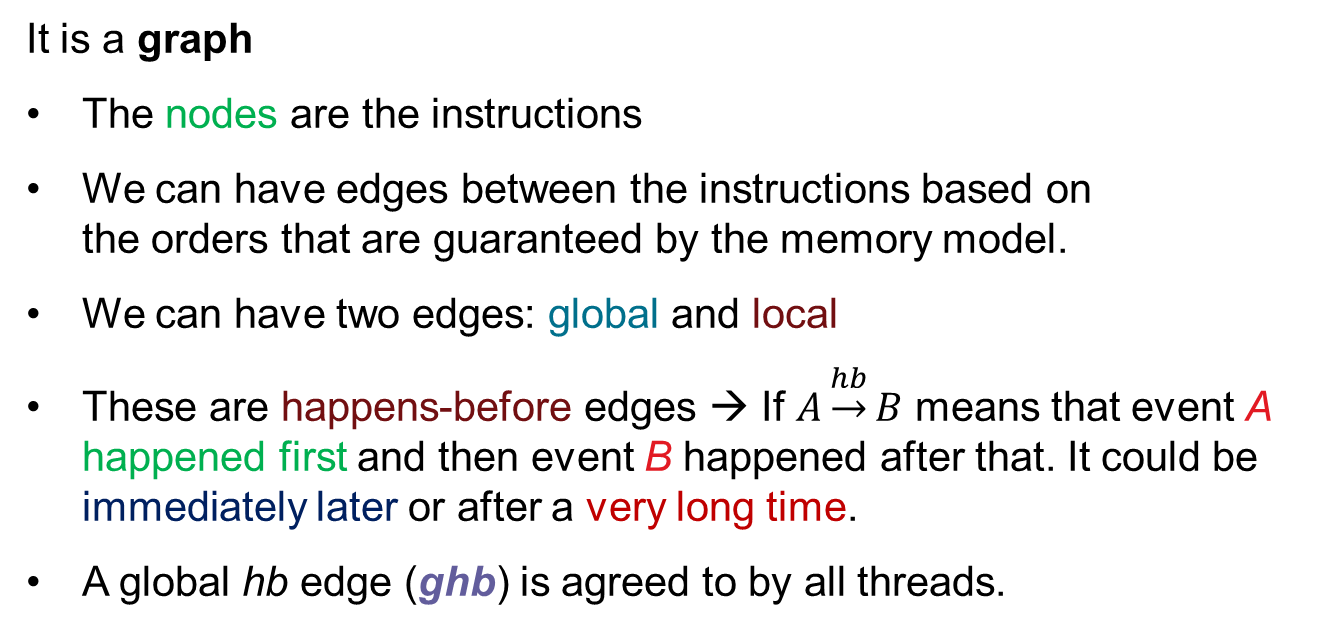 It is a graph
• The nodes are the instructions
• We can have edges between the instructions based on
the orders that are guaranteed by the memory model.
• We can have two edges: global and local
• These are happens-before edges → If A \xrightarrow{hb} B means that event A
happened first and then event B happened after that. It could be
immediately later or after a very long time.
• A global hb edge (ghb) is agreed to by all threads.